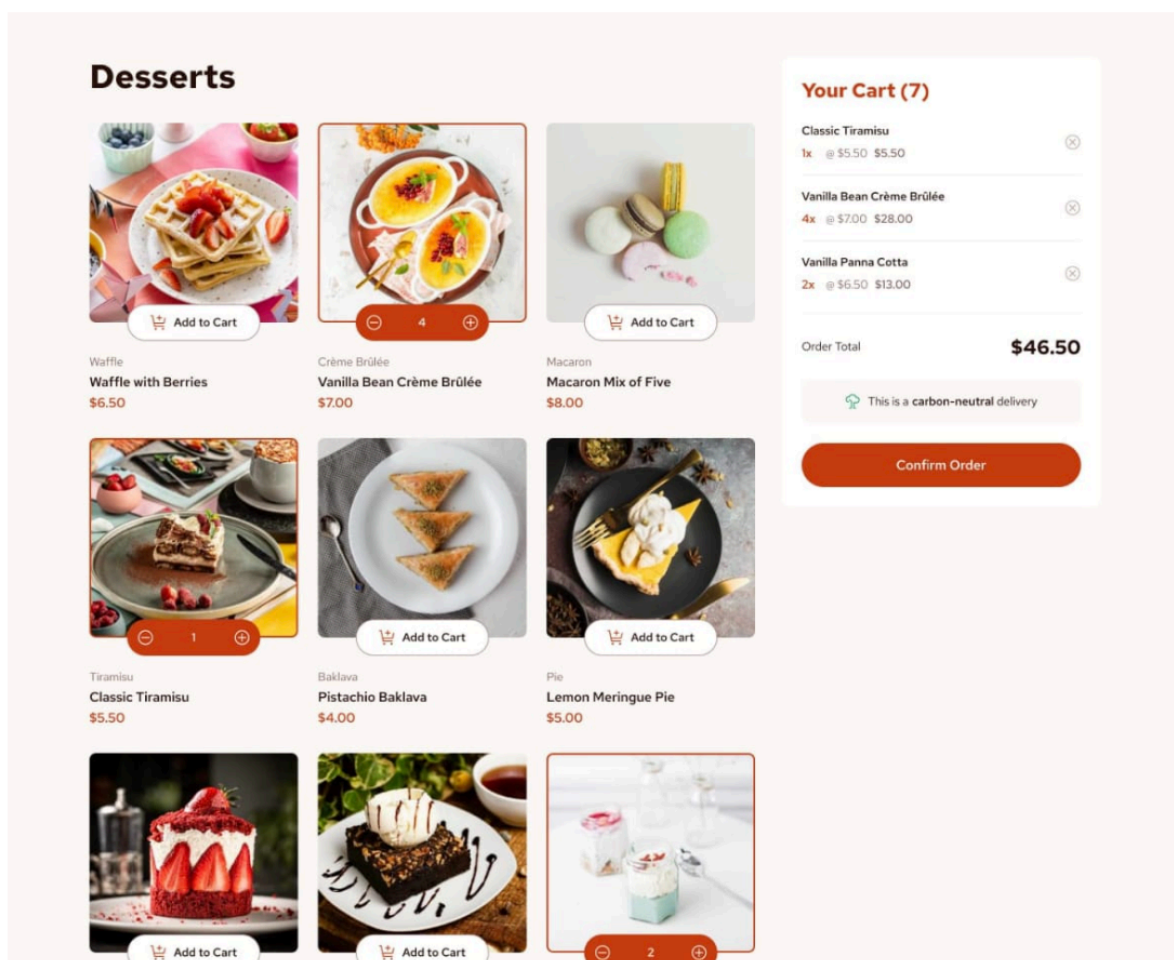 Desserts
Add to Cart
4
Add to Cart
Waffle
Crème Brûlée
Macaron
Waffle with Berries
Vanilla Bean Crème Brûlée
Macaron Mix of Five
$6.50
$7.00
$8.00
1
Add to Cart
Add to Cart
Tiramisu
Baklava
Pie
Classic Tiramisu
Pistachio Baklava
Lemon Meringue Pie
$5.50
$4.00
$5.00
Add to Cart
Add to Cart
2
Your Cart (7)
Classic Tiramisu
1x @ $5.50 $5.50
Vanilla Bean Crème Brûlée
4x @ $7.00 $28.00
Vanilla Panna Cotta
2x @ $6.50 $13.00
Order Total $46.50
This is a carbon-neutral delivery
Confirm Order